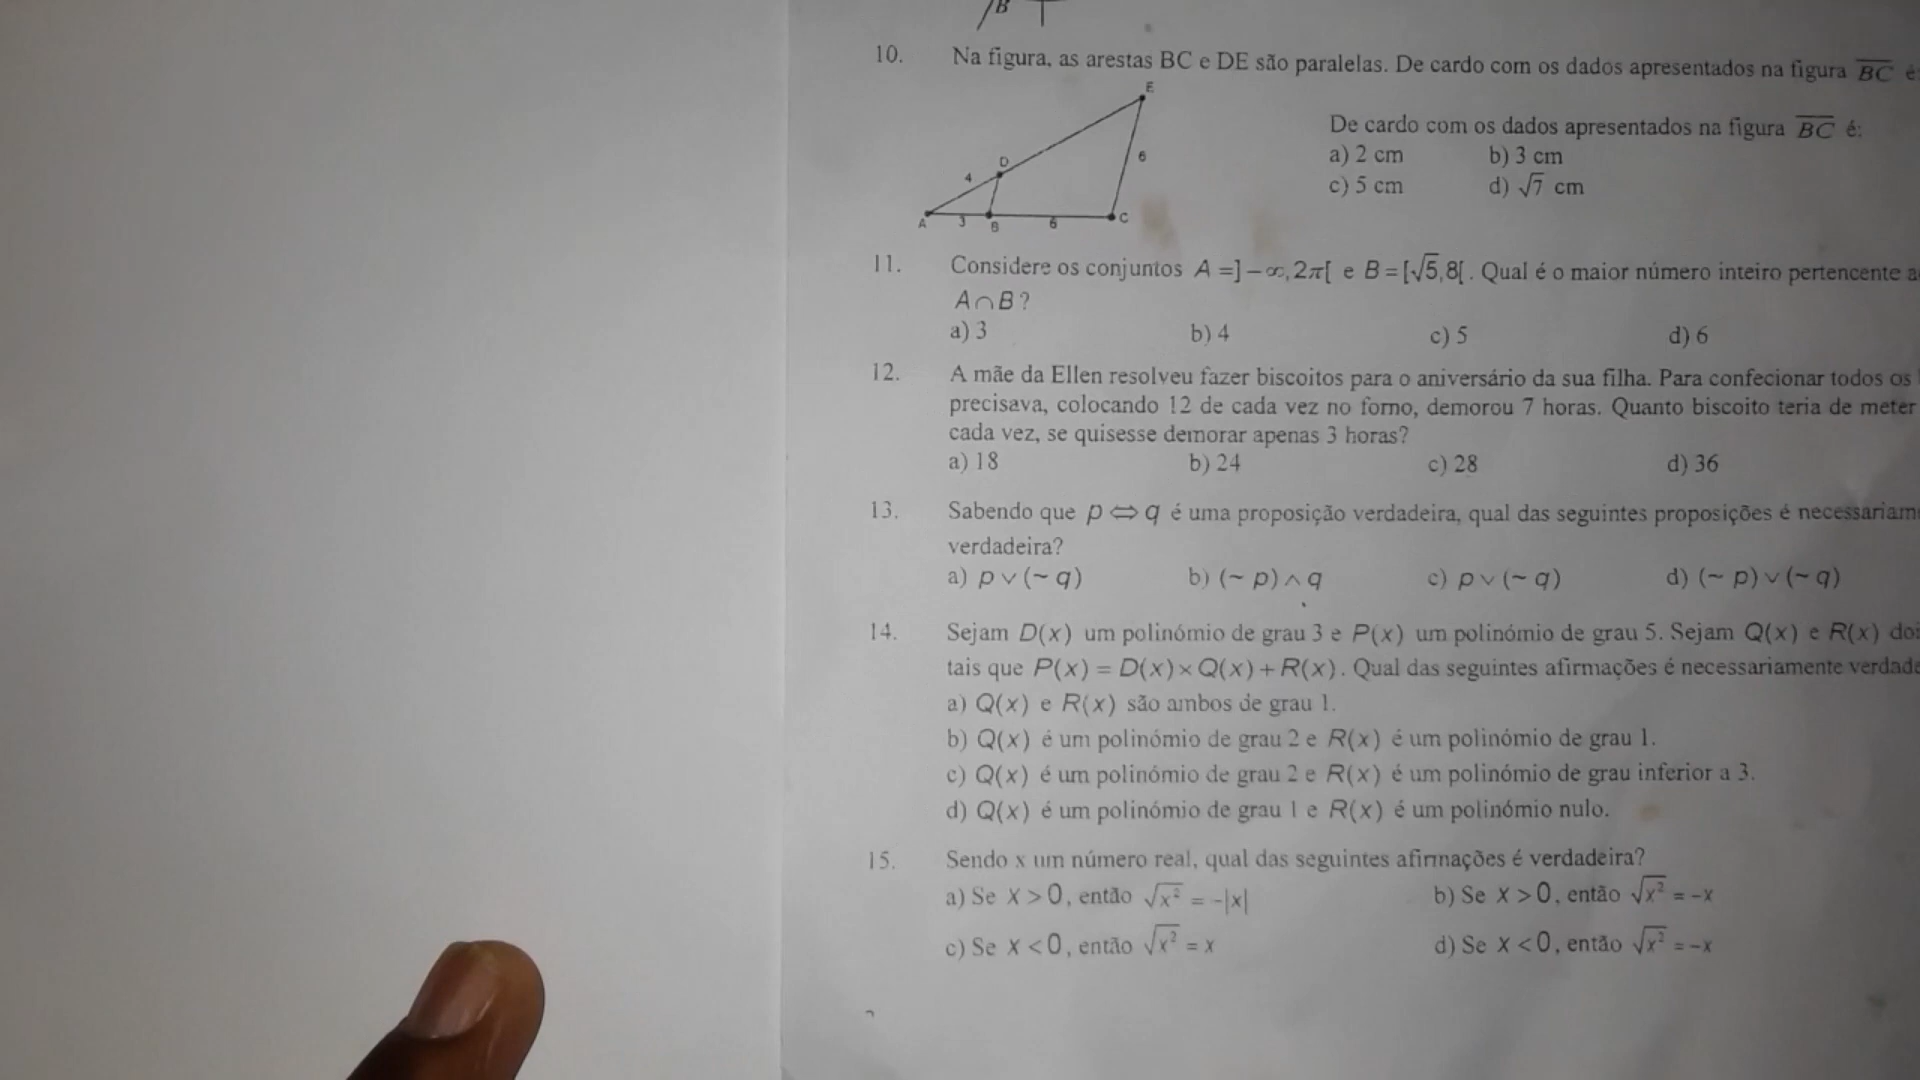 B
10. Na figura, as arestas BC e DE são paralelas. De cardo com os dados apresentados na figura \overline{BC} é
E
De cardo com os dados apresentados na figura \overline{BC} é:
D
6
a) 2 cm b) 3 cm
4
c) 5 cm d) √7 cm
A 3 B 6 C
11. Considere os conjuntos A =]−∞, 2π[ e B = [√5, 8[. Qual é o maior número inteiro pertencente a
A∩B?
a) 3 b) 4 c) 5 d) 6
12. A mãe da Ellen resolveu fazer biscoitos para o aniversário da sua filha. Para confecionar todos os
precisava, colocando 12 de cada vez no forno, demorou 7 horas. Quanto biscoito teria de meter
cada vez, se quisesse demorar apenas 3 horas?
a) 18 b) 24 c) 28 d) 36
13. Sabendo que p ⇔ q é uma proposição verdadeira, qual das seguintes proposições é necessariam
verdadeira?
a) p ∨ (~ q) b) (~ p) ∧ q c) p ∨ (~ q) d) (~ p) ∨ (~ q)
14. Sejam D(x) um polinómio de grau 3 e P(x) um polinómio de grau 5. Sejam Q(x) e R(x) doi
tais que P(x) = D(x) × Q(x) + R(x). Qual das seguintes afirmações é necessariamente verdade
a) Q(x) e R(x) são ambos de grau 1.
b) Q(x) é um polinómio de grau 2 e R(x) é um polinómio de grau 1.
c) Q(x) é um polinómio de grau 2 e R(x) é um polinómio de grau inferior a 3.
d) Q(x) é um polinómio de grau 1 e R(x) é um polinómio nulo.
15. Sendo x um número real, qual das seguintes afirmações é verdadeira?
a) Se x > 0, então √x² = −|x| b) Se x > 0, então √x² = −x
c) Se x < 0, então √x² = x d) Se x < 0, então √x² = −x